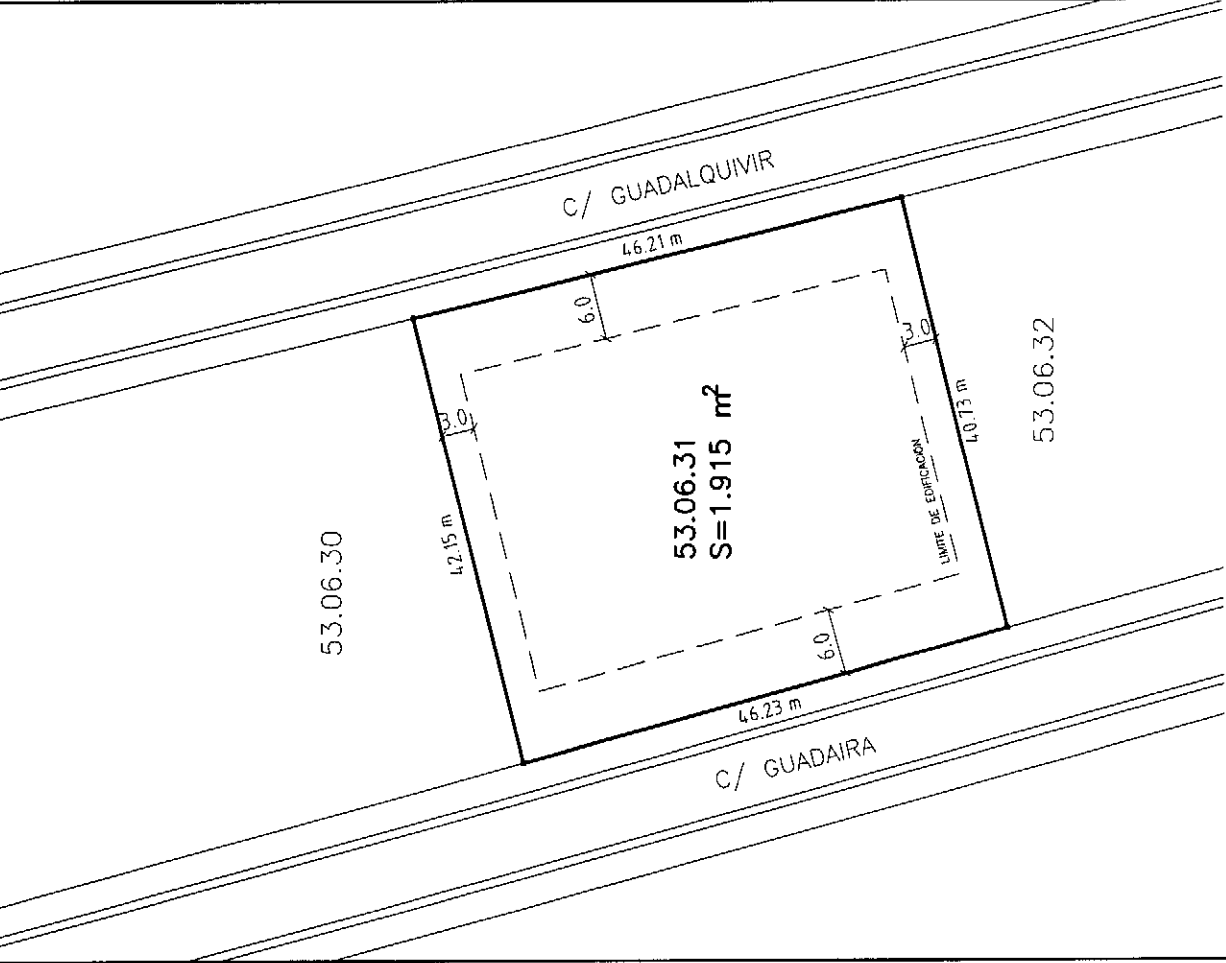 C/ GUADALQUIVIR
46.21 m
6.0
3.0
3.0
53.06.32
53.06.31
S=1.915 m²
40.73 m
LIMITE DE EDIFICACION
42.15 m
53.06.30
6.0
46.23 m
C/ GUADAIRA